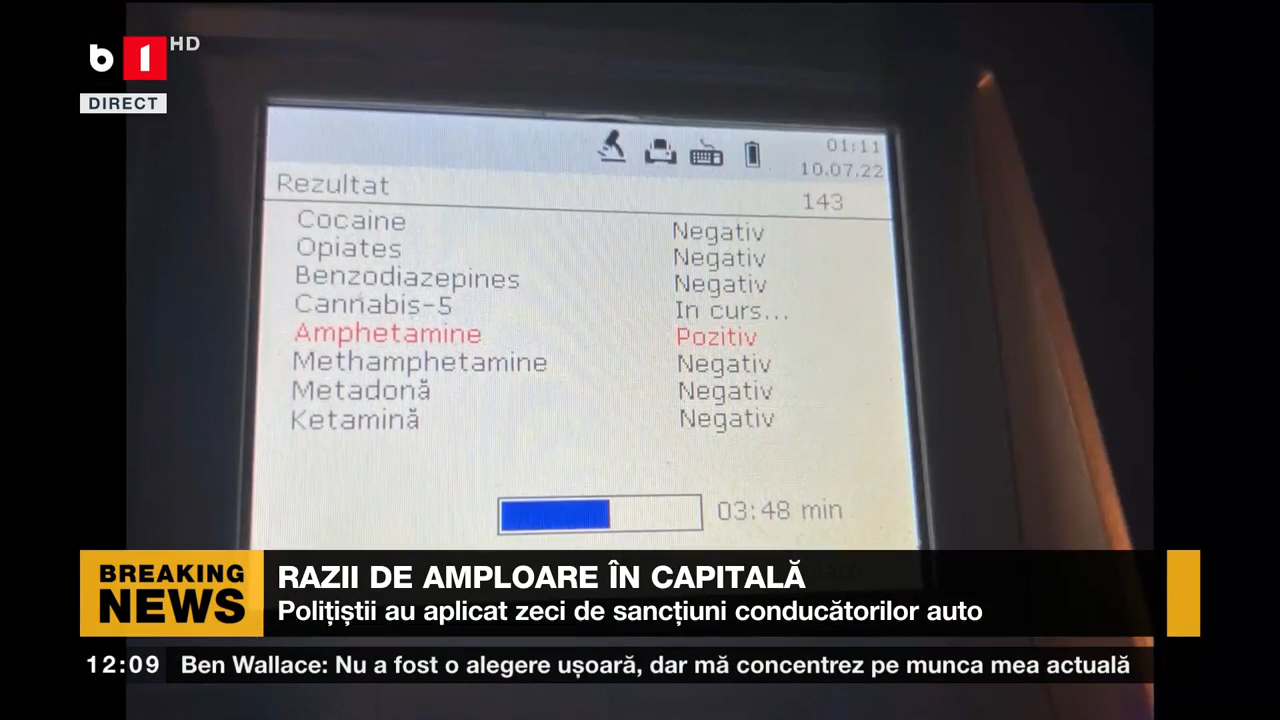 b1 HD
DIRECT
01:11
10.07.22
Rezultat 143
Cocaine Negativ
Opiates Negativ
Benzodiazepines Negativ
Cannabis-5 In curs...
Amphetamine Pozitiv
Methamphetamine Negativ
Metadonă Negativ
Ketamină Negativ
03:48 min
BREAKING NEWS
RAZII DE AMPLOARE ÎN CAPITALĂ
Polițiștii au aplicat zeci de sancțiuni conducătorilor auto
12:09 Ben Wallace: Nu a fost o alegere ușoară, dar mă concentrez pe munca mea actuală